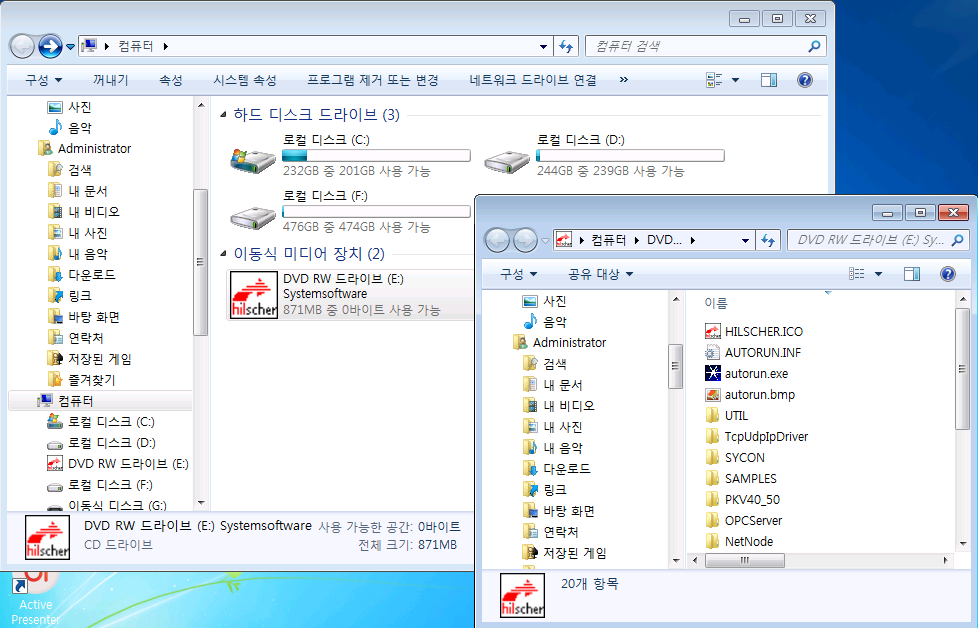 컴퓨터
컴퓨터 검색
구성 꺼내기 속성 시스템 속성 프로그램 제거 또는 변경 네트워크 드라이브 연결 »
사진
음악
Administrator
검색
내 문서
내 비디오
내 사진
내 음악
다운로드
링크
바탕 화면
연락처
저장된 게임
즐겨찾기
컴퓨터
로컬 디스크 (C:)
로컬 디스크 (D:)
DVD RW 드라이브 (E:)
로컬 디스크 (F:)
이동식 디스크 (G:)
하드 디스크 드라이브 (3)
로컬 디스크 (C:)
232GB 중 201GB 사용 가능
로컬 디스크 (D:)
244GB 중 239GB 사용 가능
로컬 디스크 (F:)
476GB 중 474GB 사용 가능
이동식 미디어 장치 (2)
hilscher
DVD RW 드라이브 (E:)
Systemsoftware
871MB 중 0바이트 사용 가능
hilscher
DVD RW 드라이브 (E:) Systemsoftware 사용 가능한 공간: 0바이트
CD 드라이브 전체 크기: 871MB
Active
Presenter
컴퓨터 DVD...
DVD RW 드라이브 (E:) Sy...
구성 공유 대상
사진
음악
Administrator
검색
내 문서
내 비디오
내 사진
내 음악
다운로드
링크
바탕 화면
연락처
저장된 게임
이름
HILSCHER.ICO
AUTORUN.INF
autorun.exe
autorun.bmp
UTIL
TcpUdpIpDriver
SYCON
SAMPLES
PKV40_50
OPCServer
NetNode
hilscher
20개 항목